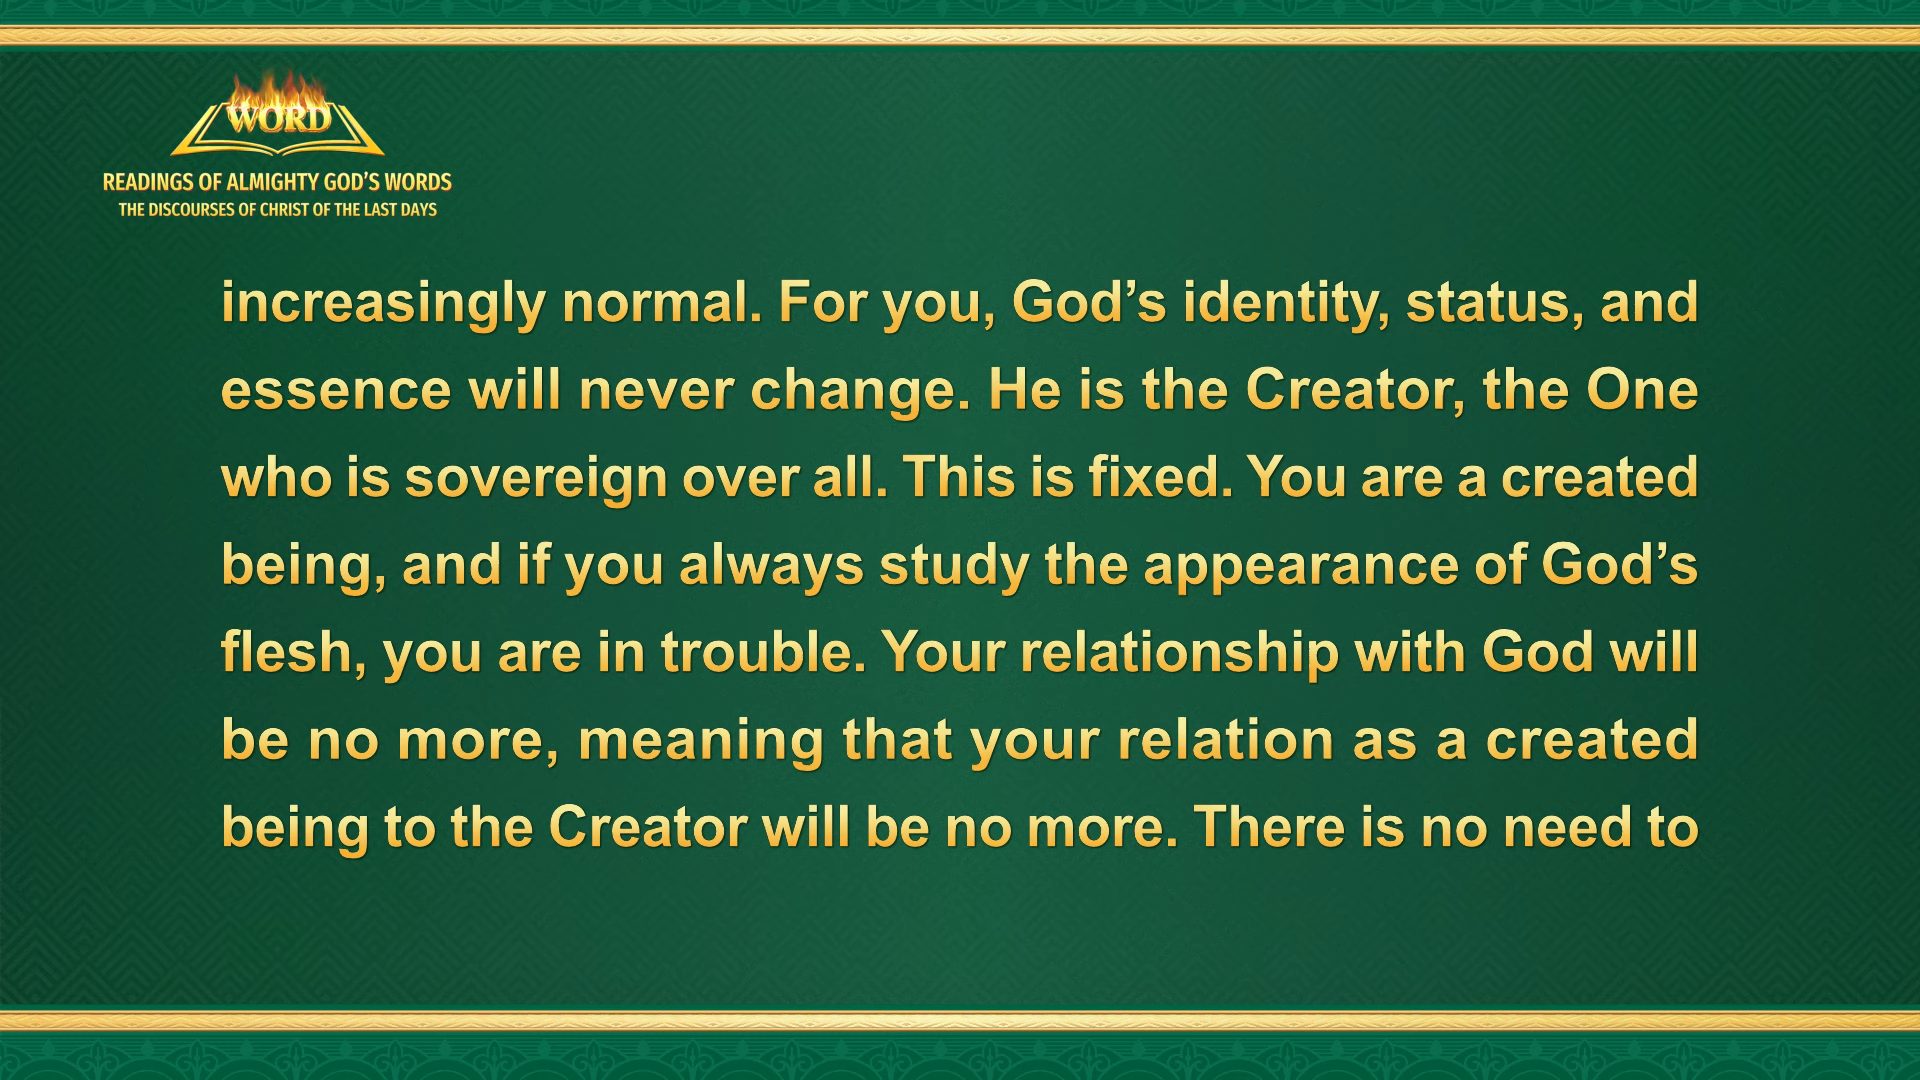 WORD
READINGS OF ALMIGHTY GOD’S WORDS
THE DISCOURSES OF CHRIST OF THE LAST DAYS
increasingly normal. For you, God’s identity, status, and
essence will never change. He is the Creator, the One
who is sovereign over all. This is fixed. You are a created
being, and if you always study the appearance of God’s
flesh, you are in trouble. Your relationship with God will
be no more, meaning that your relation as a created
being to the Creator will be no more. There is no need to